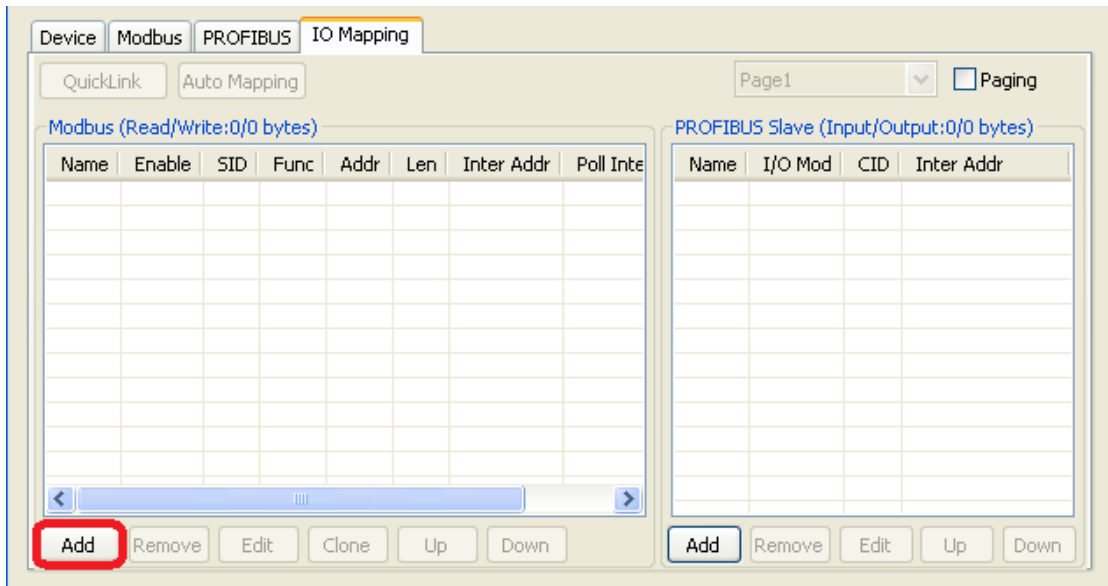 Device Modbus PROFIBUS IO Mapping
QuickLink Auto Mapping Page1 Paging
Modbus (Read/Write:0/0 bytes) PROFIBUS Slave (Input/Output:0/0 bytes)
Name Enable SID Func Addr Len Inter Addr Poll Inte Name I/O Mod CID Inter Addr
Add Remove Edit Clone Up Down Add Remove Edit Up Down